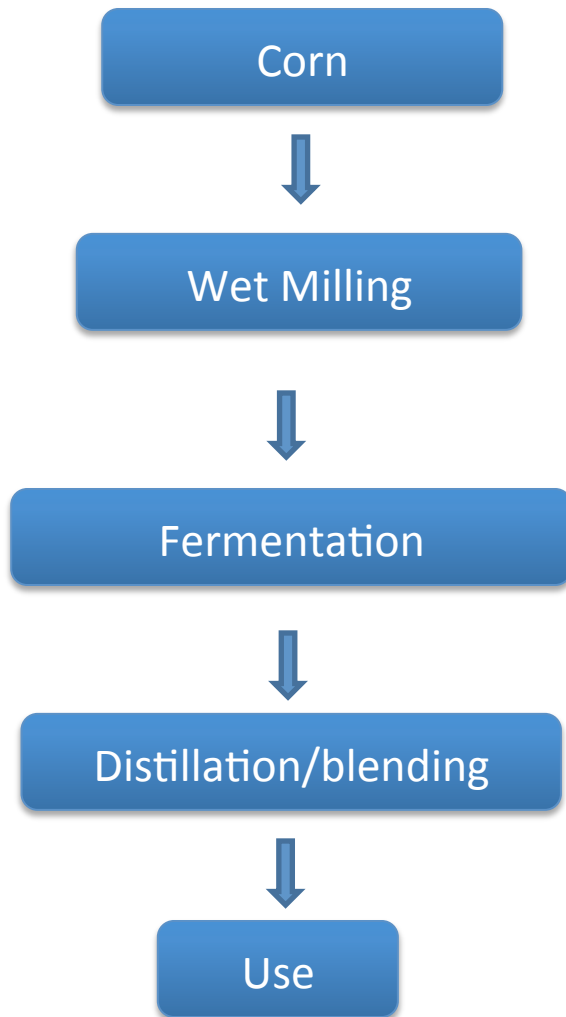 Corn
Wet Milling
Fermentation
Distillation/blending
Use